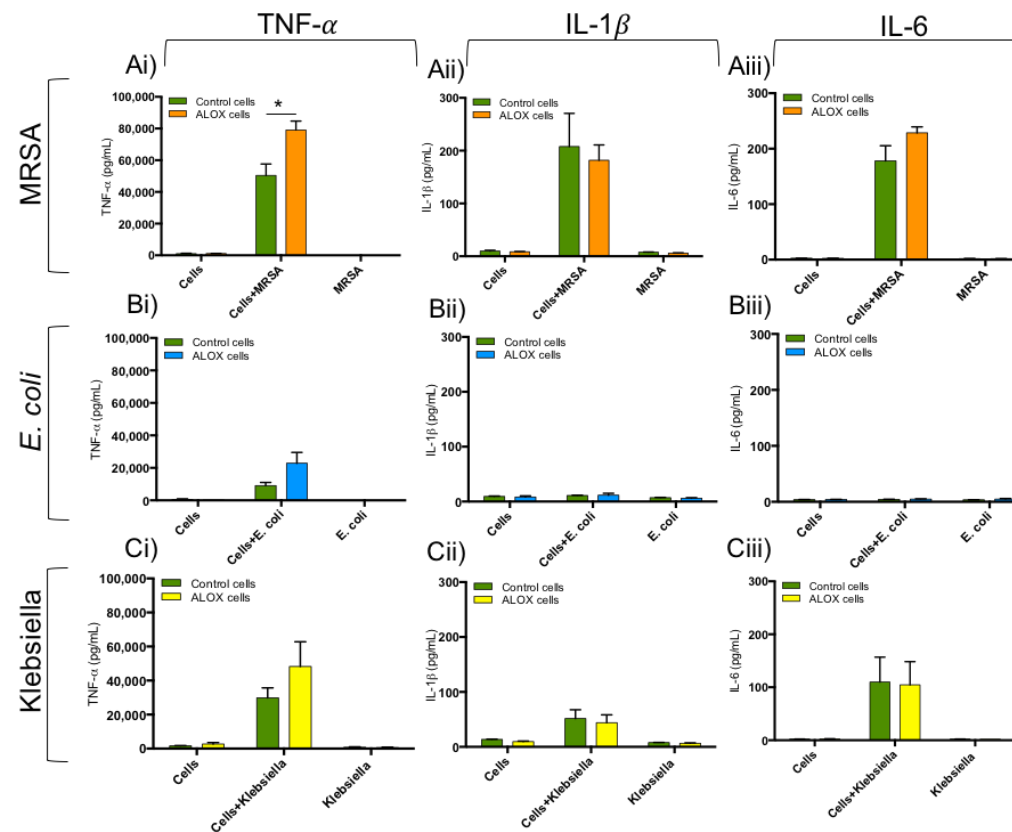 TNF-α
IL-1β
IL-6
MRSA
Ai)
Control cells
ALOX cells
*
TNF-α (pg/mL)
100,000
80,000
60,000
40,000
20,000
0
Cells
Cells+MRSA
MRSA
Aii)
Control cells
ALOX cells
IL-1β (pg/mL)
300
200
100
0
Cells
Cells+MRSA
MRSA
Aiii)
Control cells
ALOX cells
IL-6 (pg/mL)
300
200
100
0
Cells
Cells+MRSA
MRSA
E. coli
Bi)
Control cells
ALOX cells
TNF-α (pg/mL)
100,000
80,000
60,000
40,000
20,000
0
Cells
Cells+E. coli
E. coli
Bii)
Control cells
ALOX cells
IL-1β (pg/mL)
300
200
100
0
Cells
Cells+E. coli
E. coli
Biii)
Control cells
ALOX cells
IL-6 (pg/mL)
300
200
100
0
Cells
Cells+E. coli
E. coli
Klebsiella
Ci)
Control cells
ALOX cells
TNF-α (pg/mL)
100,000
80,000
60,000
40,000
20,000
0
Cells
Cells+Klebsiella
Klebsiella
Cii)
Control cells
ALOX cells
IL-1β (pg/mL)
300
200
100
0
Cells
Cells+Klebsiella
Klebsiella
Ciii)
Control cells
ALOX cells
IL-6 (pg/mL)
300
200
100
0
Cells
Cells+Klebsiella
Klebsiella